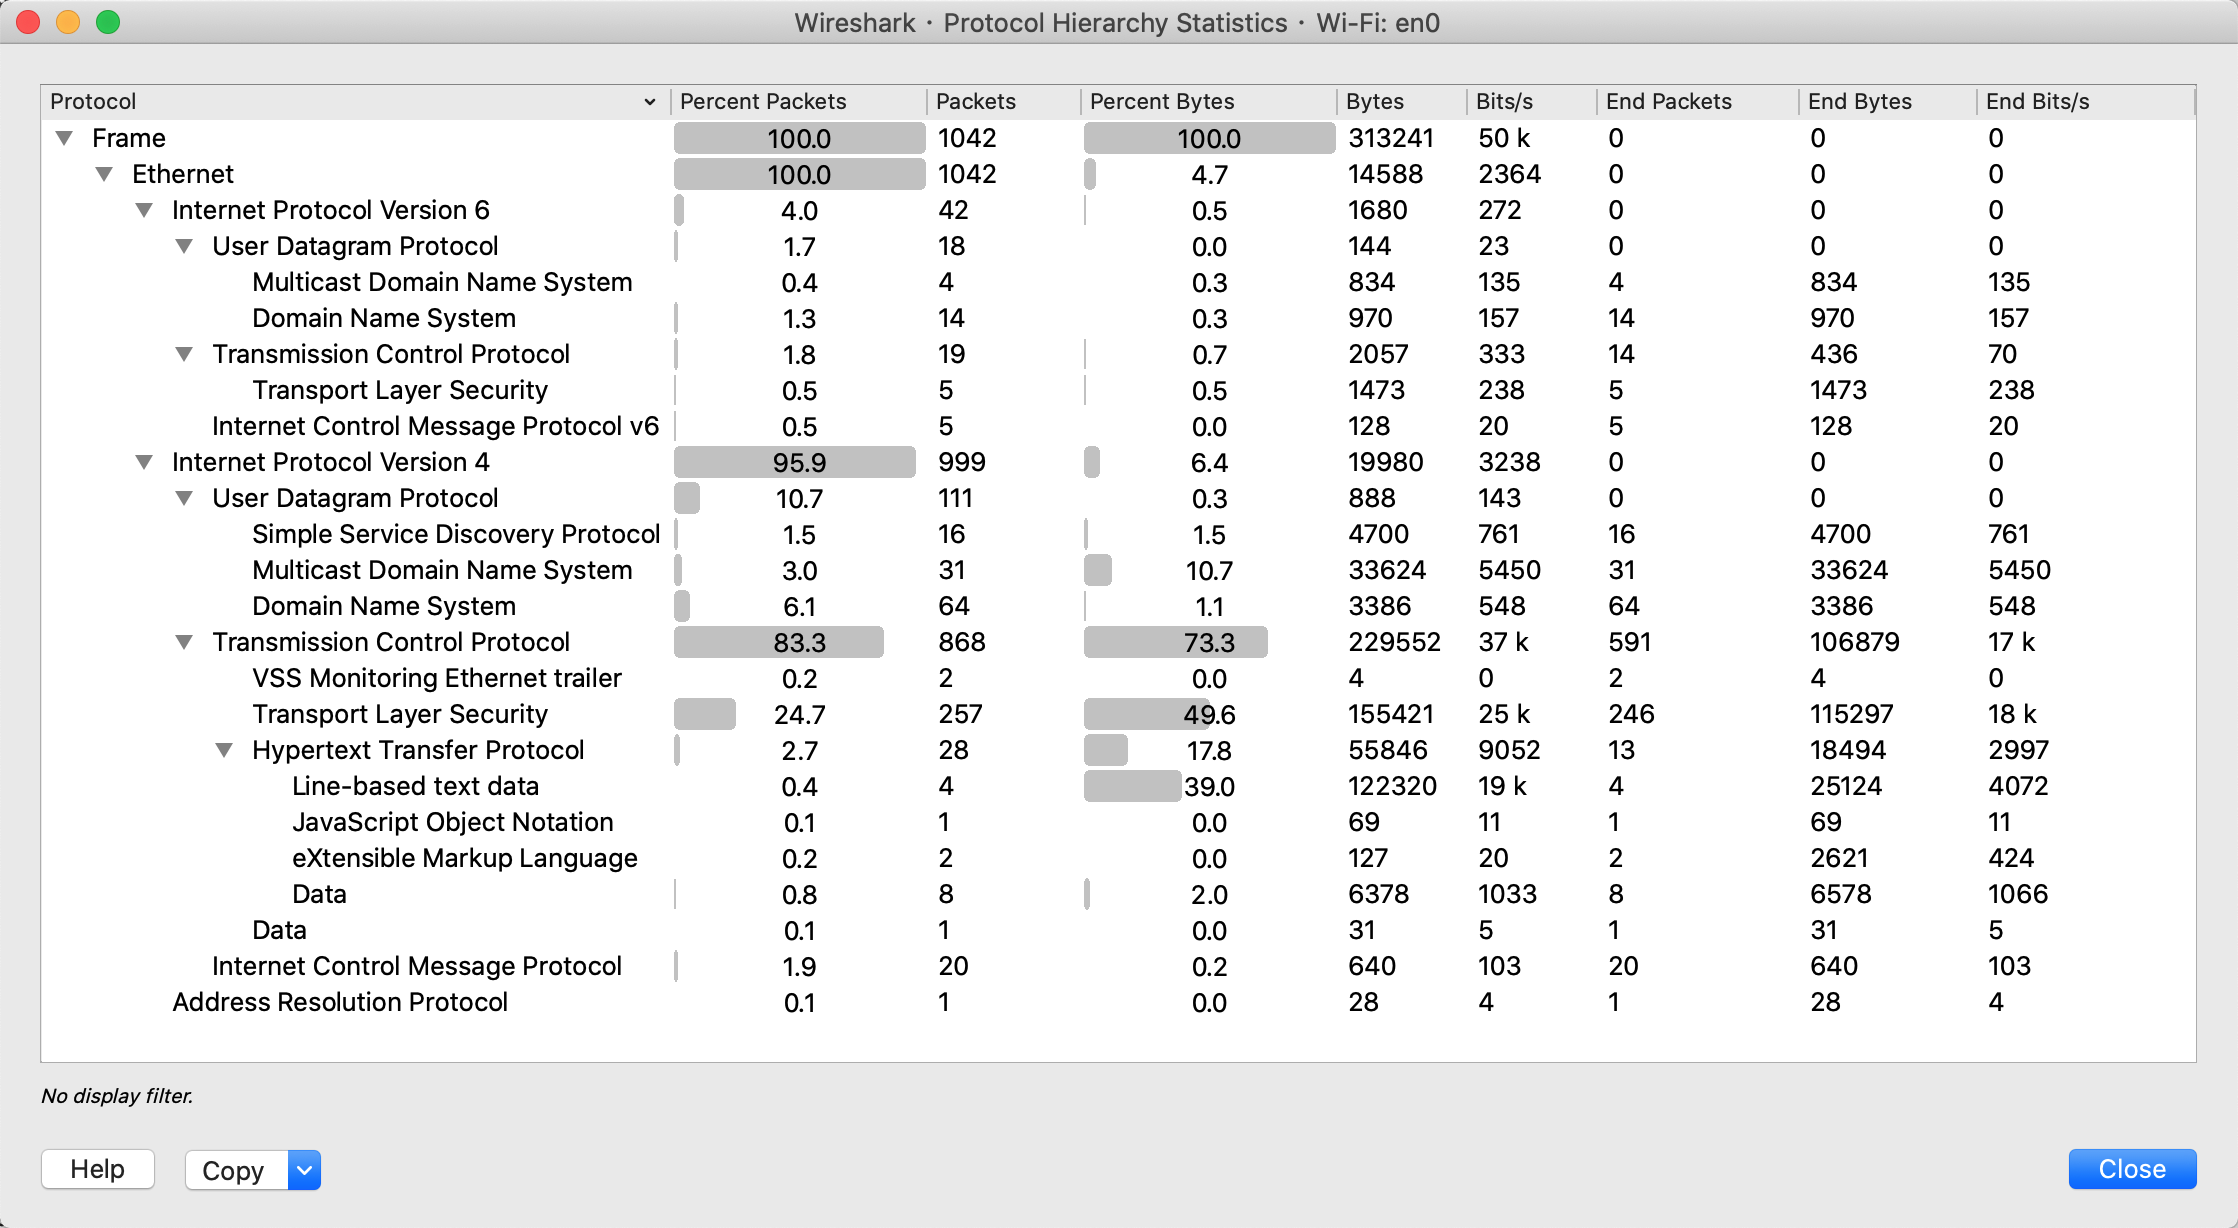 Wireshark · Protocol Hierarchy Statistics · Wi-Fi: en0
Protocol Percent Packets Packets Percent Bytes Bytes Bits/s End Packets End Bytes End Bits/s
Frame 100.0 1042 100.0 313241 50 k 0 0 0
Ethernet 100.0 1042 4.7 14588 2364 0 0 0
Internet Protocol Version 6 4.0 42 0.5 1680 272 0 0 0
User Datagram Protocol 1.7 18 0.0 144 23 0 0 0
Multicast Domain Name System 0.4 4 0.3 834 135 4 834 135
Domain Name System 1.3 14 0.3 970 157 14 970 157
Transmission Control Protocol 1.8 19 0.7 2057 333 14 436 70
Transport Layer Security 0.5 5 0.5 1473 238 5 1473 238
Internet Control Message Protocol v6 0.5 5 0.0 128 20 5 128 20
Internet Protocol Version 4 95.9 999 6.4 19980 3238 0 0 0
User Datagram Protocol 10.7 111 0.3 888 143 0 0 0
Simple Service Discovery Protocol 1.5 16 1.5 4700 761 16 4700 761
Multicast Domain Name System 3.0 31 10.7 33624 5450 31 33624 5450
Domain Name System 6.1 64 1.1 3386 548 64 3386 548
Transmission Control Protocol 83.3 868 73.3 229552 37 k 591 106879 17 k
VSS Monitoring Ethernet trailer 0.2 2 0.0 4 0 2 4 0
Transport Layer Security 24.7 257 49.6 155421 25 k 246 115297 18 k
Hypertext Transfer Protocol 2.7 28 17.8 55846 9052 13 18494 2997
Line-based text data 0.4 4 39.0 122320 19 k 4 25124 4072
JavaScript Object Notation 0.1 1 0.0 69 11 1 69 11
eXtensible Markup Language 0.2 2 0.0 127 20 2 2621 424
Data 0.8 8 2.0 6378 1033 8 6578 1066
Data 0.1 1 0.0 31 5 1 31 5
Internet Control Message Protocol 1.9 20 0.2 640 103 20 640 103
Address Resolution Protocol 0.1 1 0.0 28 4 1 28 4
No display filter.
Help Copy Close